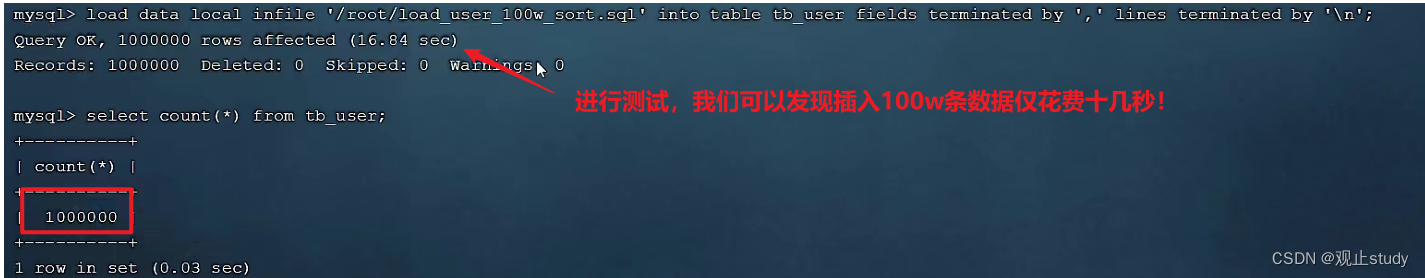 mysql> load data local infile '/root/load_user_100w_sort.sql' into table tb_user fields terminated by ',' lines terminated by '\n';
Query OK, 1000000 rows affected (16.84 sec)
Records: 1000000  Deleted: 0  Skipped: 0  Warnings: 0
进行测试，我们可以发现插入100w条数据仅花费十几秒！
mysql> select count(*) from tb_user;
+----------+
| count(*) |
+----------+
|  1000000 |
+----------+
1 row in set (0.03 sec)
CSDN @观止study